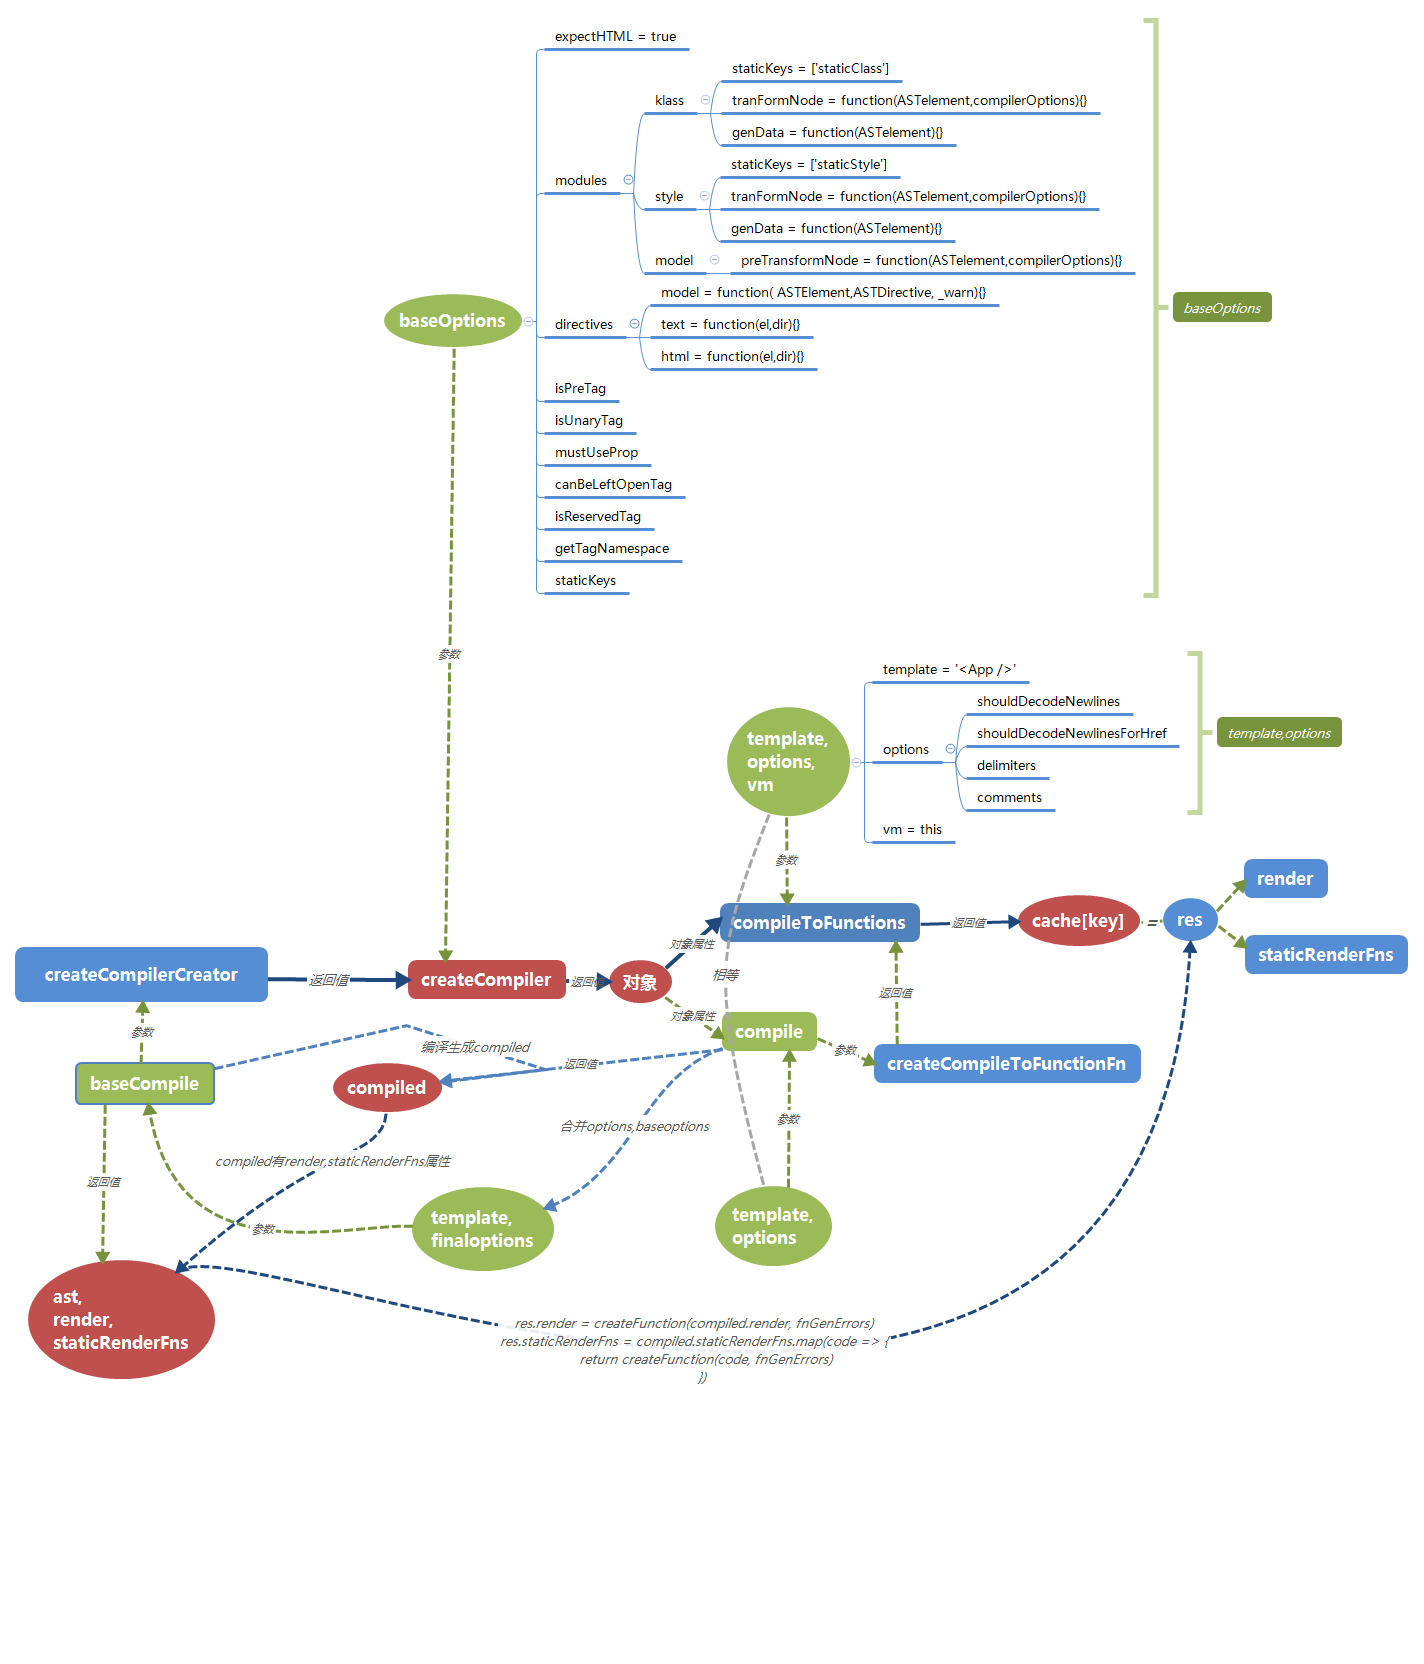 expectHTML = true
staticKeys = ['staticClass']
klass
tranFormNode = function(ASTelement,compilerOptions){}
genData = function(ASTelement){}
staticKeys = ['staticStyle']
modules
style
tranFormNode = function(ASTelement,compilerOptions){}
genData = function(ASTelement){}
model
preTransformNode = function(ASTelement,compilerOptions){}
model = function( ASTElement,ASTDirective, _warn){}
baseOptions
baseOptions
directives
text = function(el,dir){}
html = function(el,dir){}
isPreTag
isUnaryTag
mustUseProp
canBeLeftOpenTag
isReservedTag
getTagNamespace
staticKeys
参数
template = '<App />'
shouldDecodeNewlines
template,
options,
vm
options
shouldDecodeNewlinesForHref
template,options
delimiters
comments
vm = this
参数
render
compileToFunctions
返回值
cache[key]
=
res
staticRenderFns
对象属性
createCompilerCreator
返回值
createCompiler
返回值
对象
相等
返回值
对象属性
参数
compile
编译生成compiled
参数
createCompileToFunctionFn
baseCompile
compiled
返回值
参数
合并options,baseoptions
compiled有render,staticRenderFns属性
返回值
参数
template,
finaloptions
template,
options
ast,
render,
staticRenderFns
res.render = createFunction(compiled.render, fnGenErrors)
res.staticRenderFns = compiled.staticRenderFns.map(code => {
return createFunction(code, fnGenErrors)
})